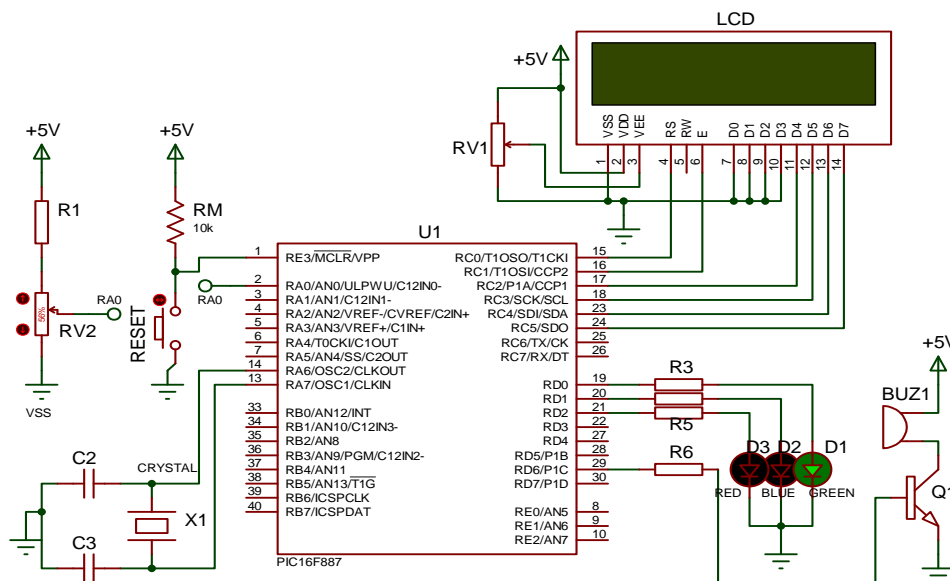 LCD
+5V
RV1
VSS
VDD
VEE
RS
RW
E
D0
D1
D2
D3
D4
D5
D6
D7
1
2
3
4
5
6
7
8
9
10
11
12
13
14
+5V
+5V
R1
RM
10k
RA0
RA0
56%
RV2
VSS
RESET
U1
1 RE3/MCLR/VPP
2 RA0/AN0/ULPWU/C12IN0-
3 RA1/AN1/C12IN1-
4 RA2/AN2/VREF-/CVREF/C2IN+
5 RA3/AN3/VREF+/C1IN+
6 RA4/T0CKI/C1OUT
7 RA5/AN4/SS/C2OUT
14 RA6/OSC2/CLKOUT
13 RA7/OSC1/CLKIN
33 RB0/AN12/INT
34 RB1/AN10/C12IN3-
35 RB2/AN8
36 RB3/AN9/PGM/C12IN2-
37 RB4/AN11
38 RB5/AN13/T1G
39 RB6/ICSPCLK
40 RB7/ICSPDAT
RC0/T1OSO/T1CKI 15
RC1/T1OSI/CCP2 16
RC2/P1A/CCP1 17
RC3/SCK/SCL 18
RC4/SDI/SDA 23
RC5/SDO 24
RC6/TX/CK 25
RC7/RX/DT 26
RD0 19
RD1 20
RD2 21
RD3 22
RD4 27
RD5/P1B 28
RD6/P1C 29
RD7/P1D 30
RE0/AN5 8
RE1/AN6 9
RE2/AN7 10
PIC16F887
C2
CRYSTAL
X1
C3
R3
R5
R6
D3
D2
D1
RED
BLUE
GREEN
+5V
BUZ1
Q1